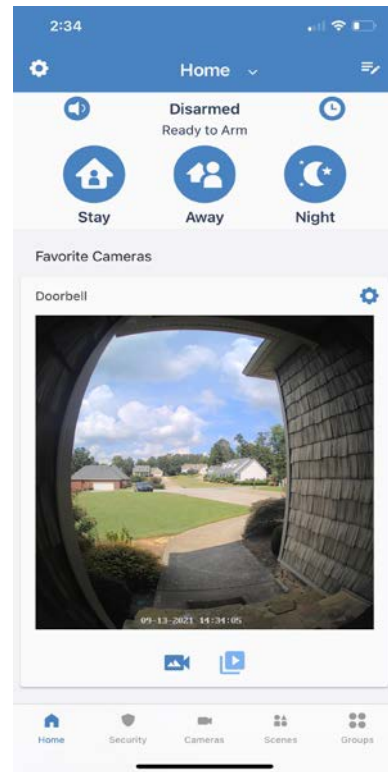 2:34
Home
Disarmed
Ready to Arm
Stay Away Night
Favorite Cameras
Doorbell
09-13-2021 14:34:05
Home Security Cameras Scenes Groups